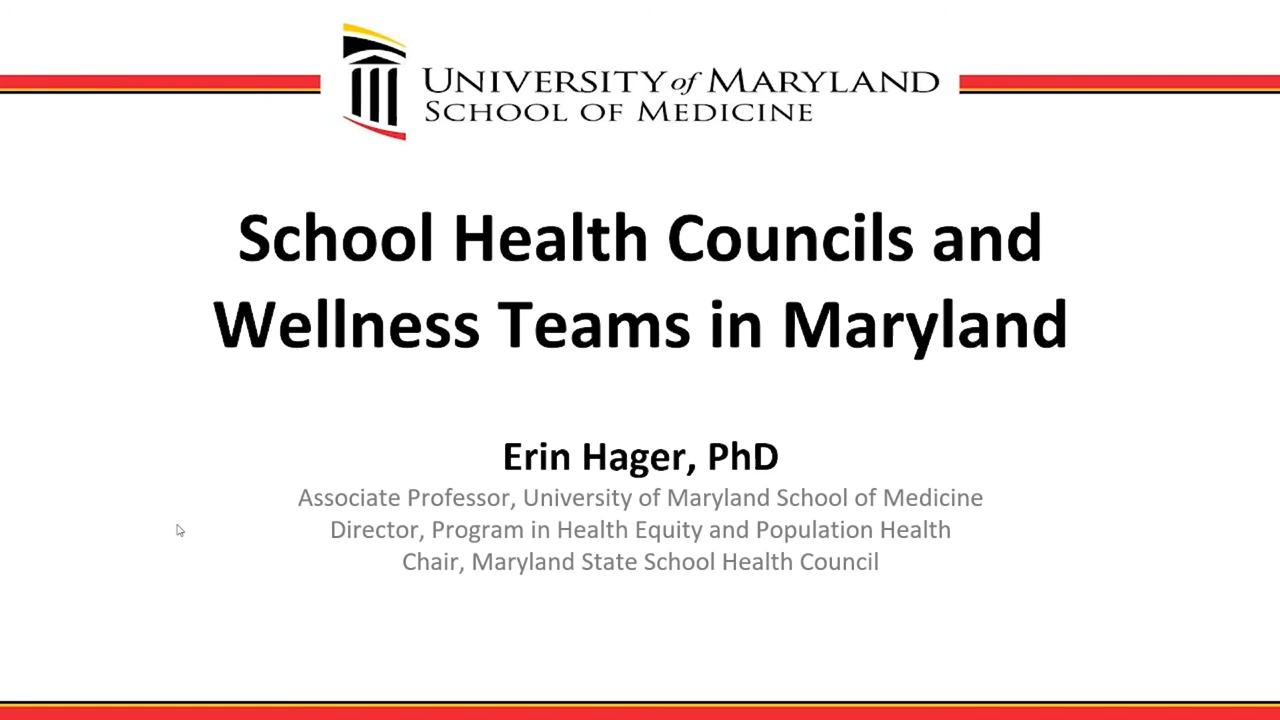 UNIVERSITY of MARYLAND
SCHOOL OF MEDICINE
School Health Councils and
Wellness Teams in Maryland
Erin Hager, PhD
Associate Professor, University of Maryland School of Medicine
Director, Program in Health Equity and Population Health
Chair, Maryland State School Health Council